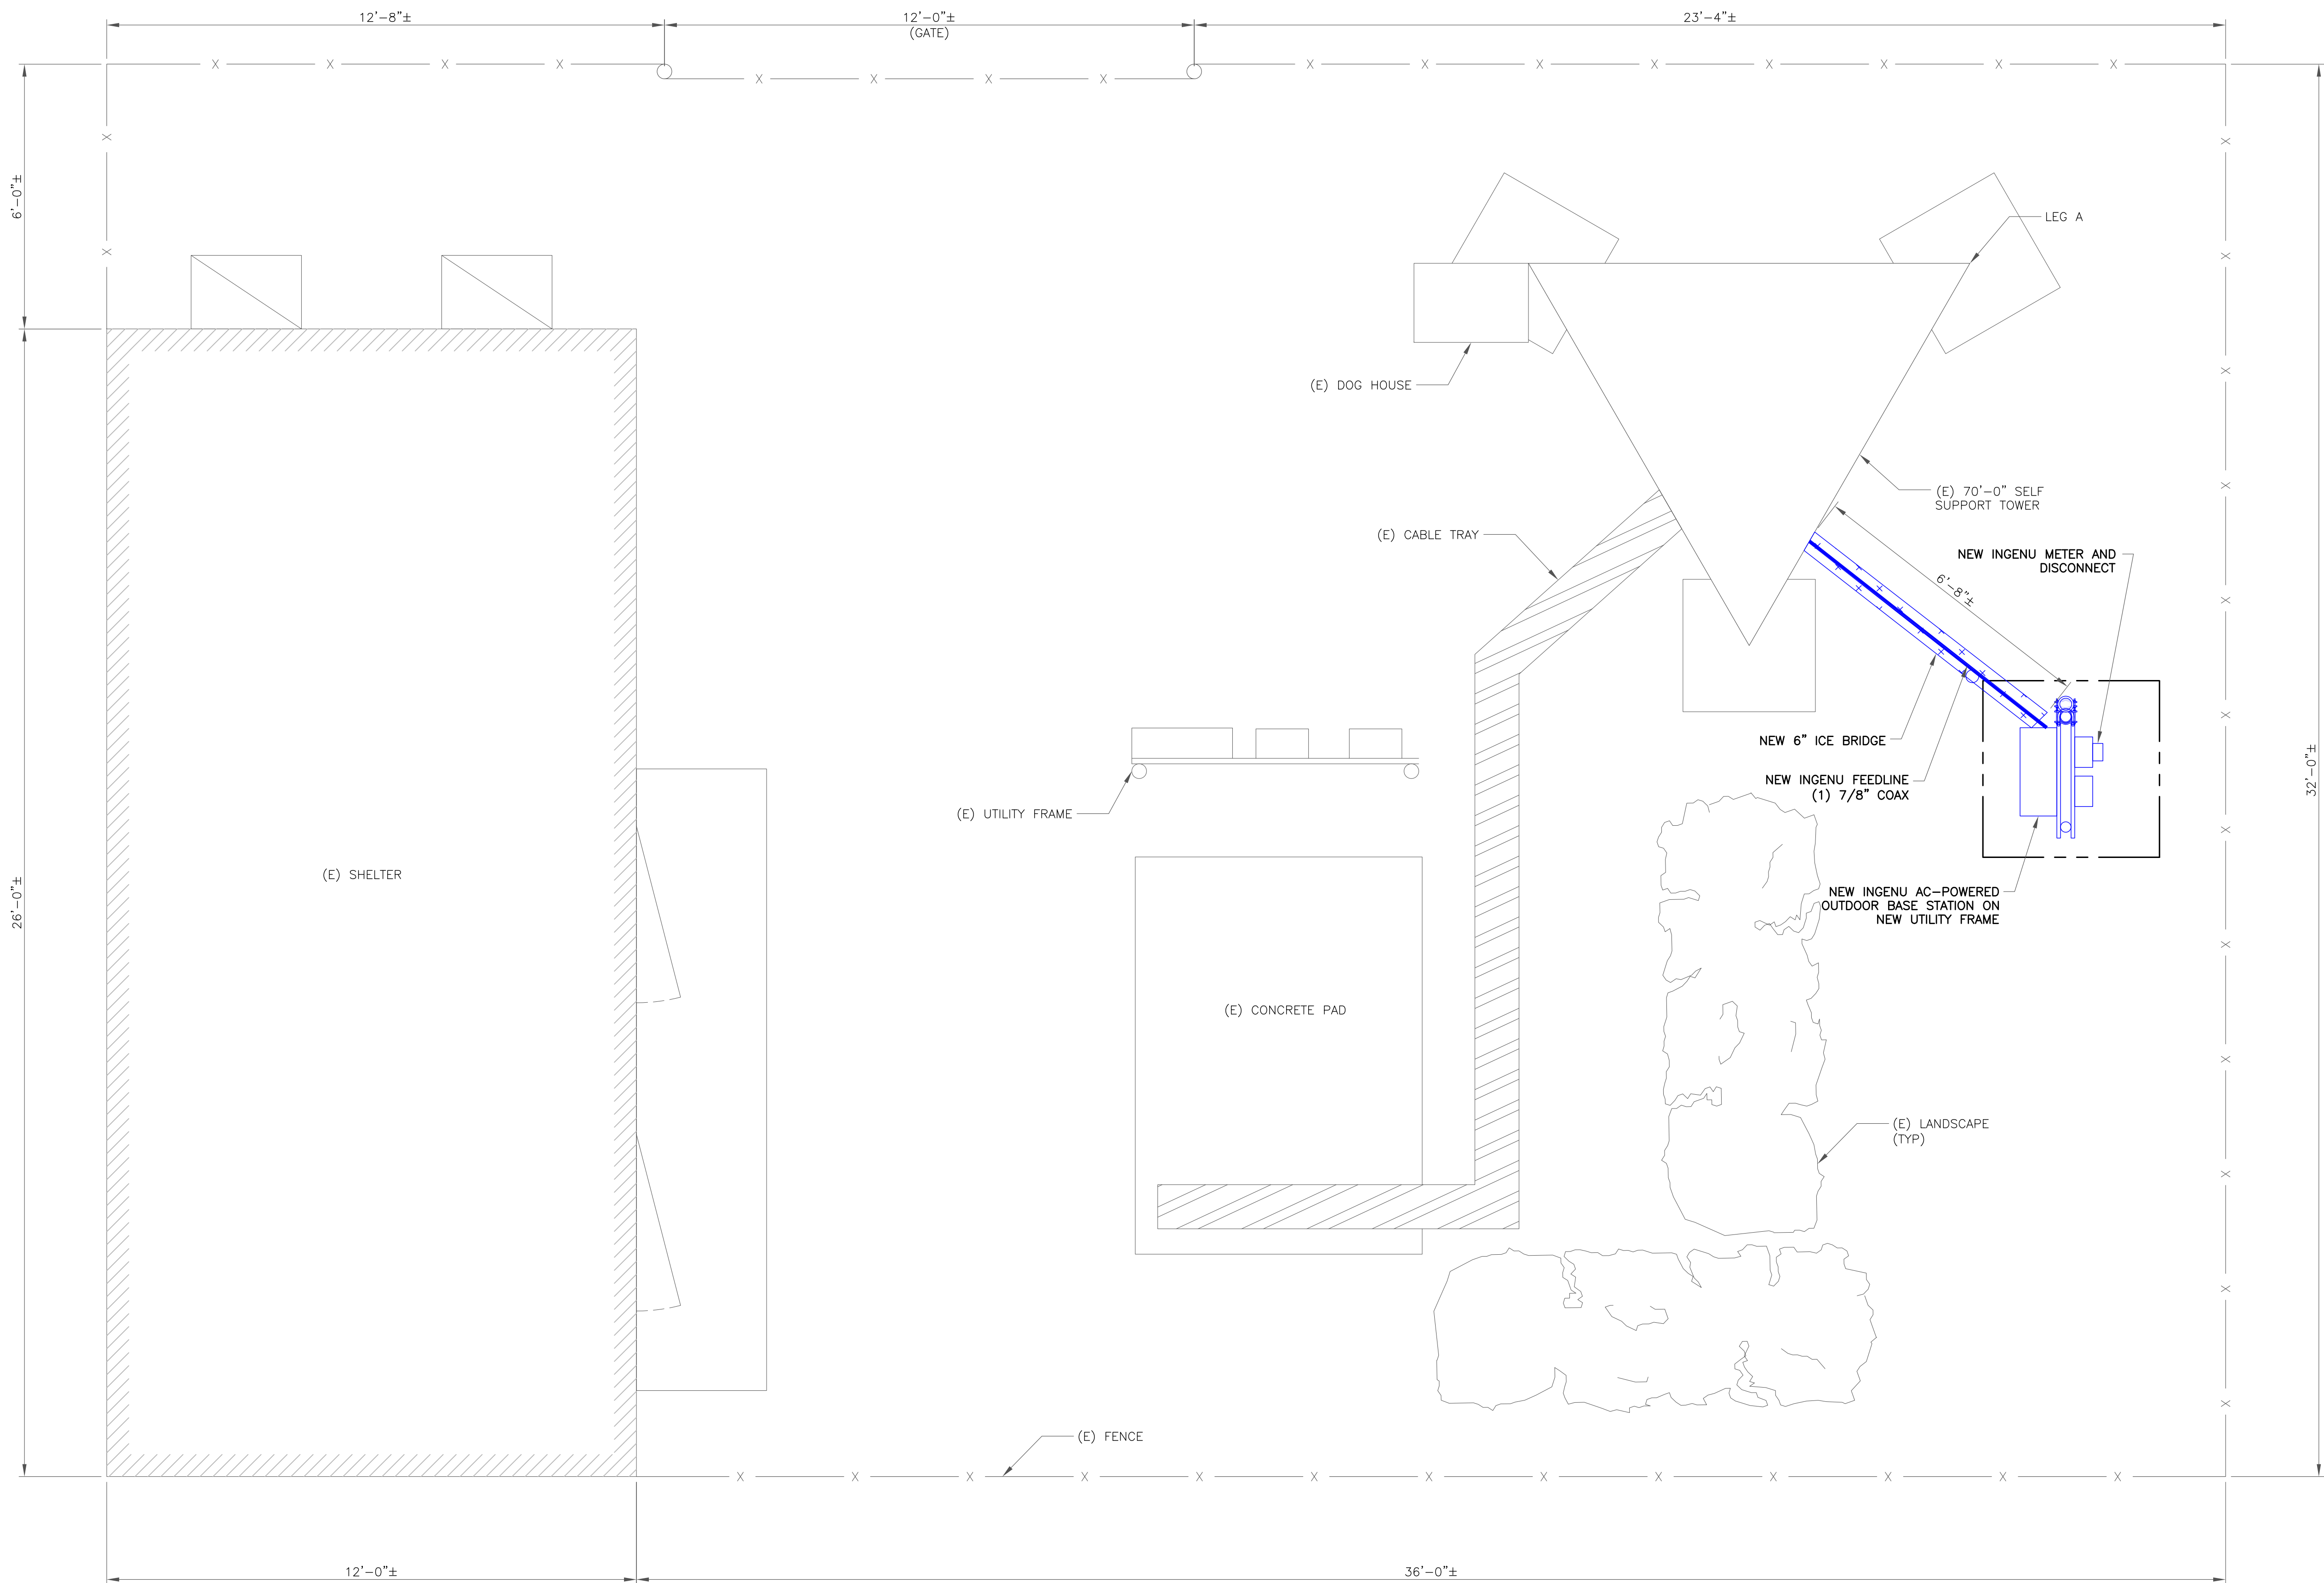 12'-8"±
12'-0"±
(GATE)
23'-4"±
6'-0"±
LEG A
(E) DOG HOUSE
(E) 70'-0" SELF
SUPPORT TOWER
(E) CABLE TRAY
NEW INGENU METER AND
DISCONNECT
6'-8"±
NEW 6" ICE BRIDGE
NEW INGENU FEEDLINE
(1) 7/8" COAX
32'-0"±
(E) UTILITY FRAME
(E) SHELTER
26'-0"±
NEW INGENU AC-POWERED
OUTDOOR BASE STATION ON
NEW UTILITY FRAME
(E) CONCRETE PAD
(E) LANDSCAPE
(TYP)
(E) FENCE
12'-0"±
36'-0"±